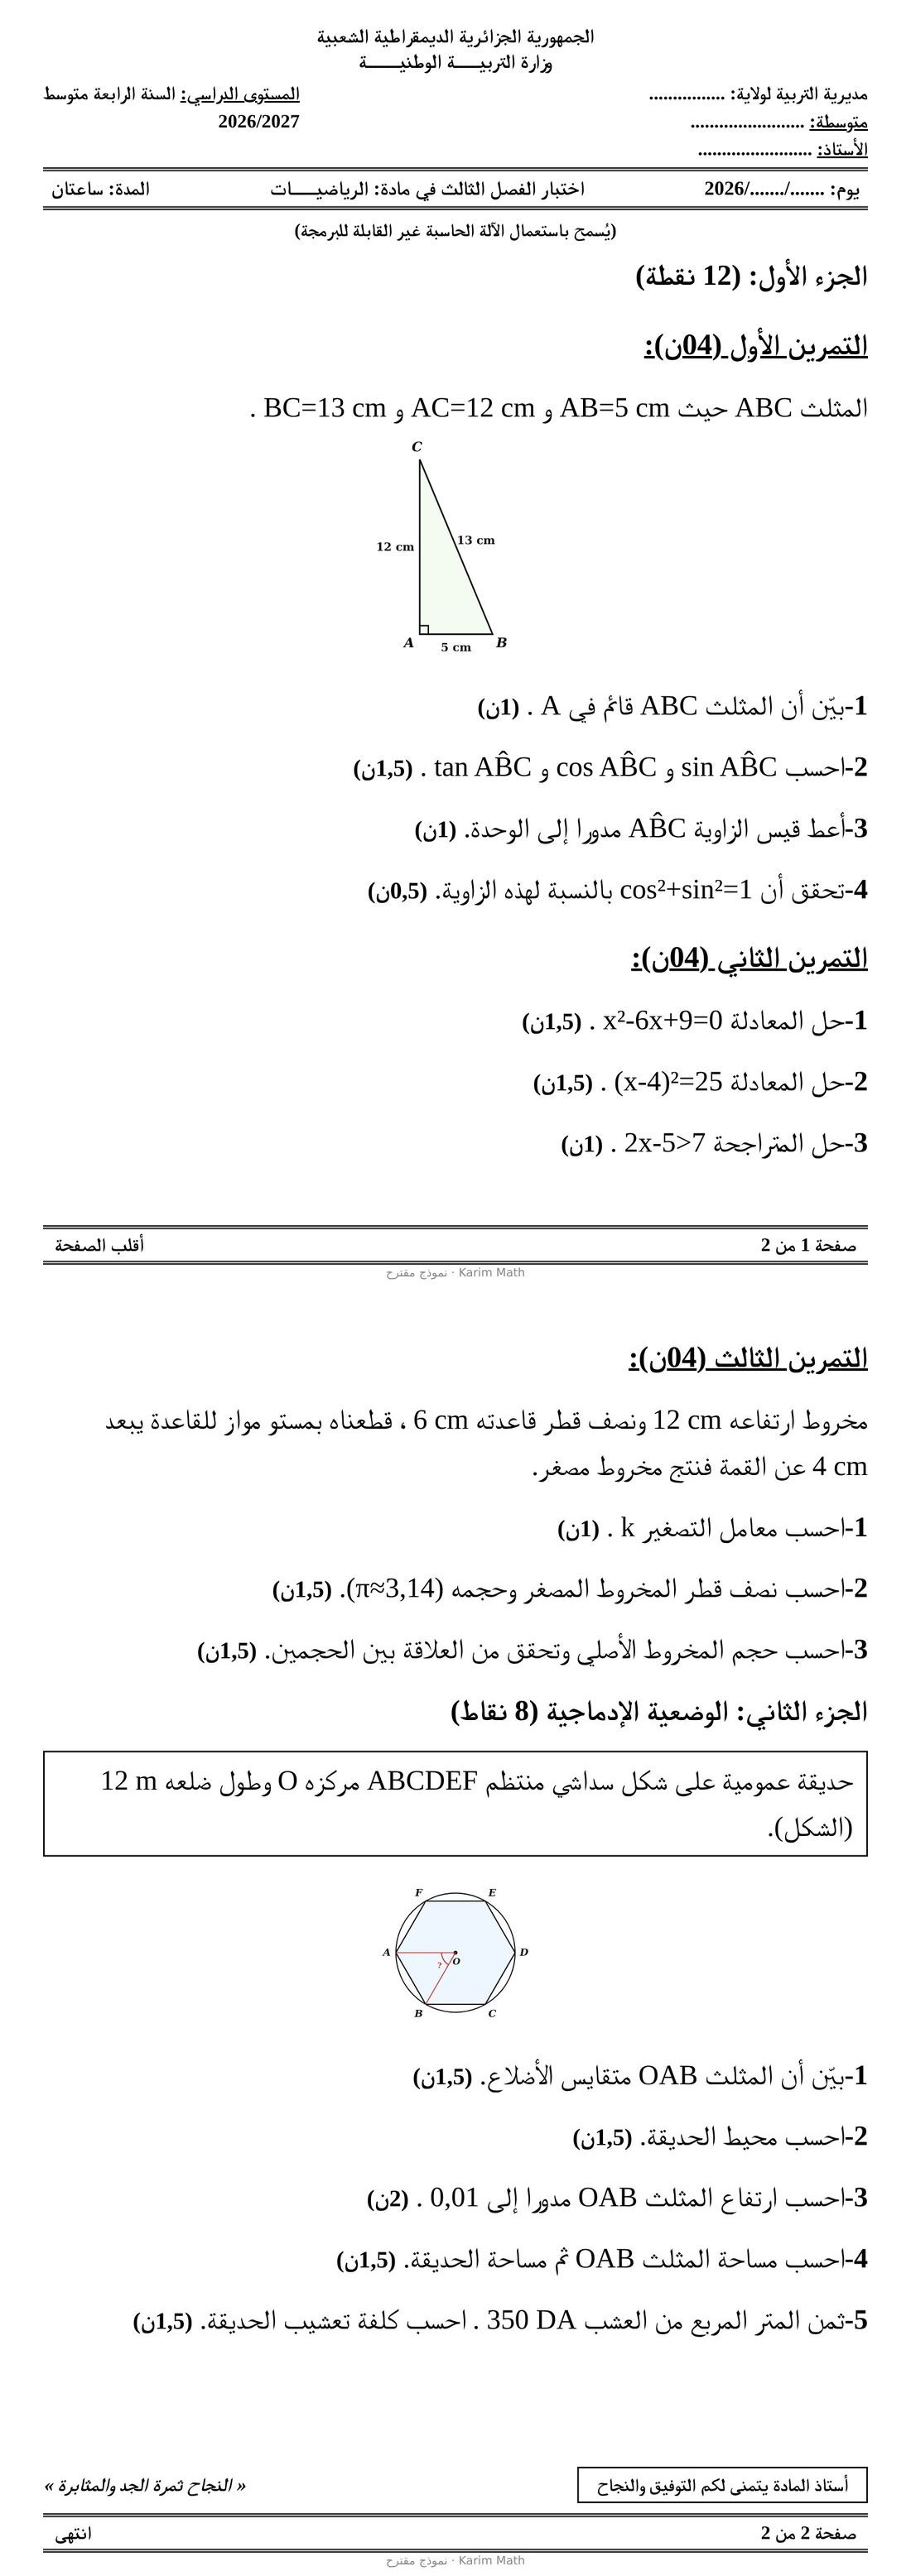 الجمهورية الجزائرية الديمقراطية الشعبية
وزارة التربيـــــة الوطنيـــــــة
مديرية التربية لولاية: ................
المستوى الدراسي: السنة الرابعة متوسط
متوسطة: ........................
2026/2027
الأستاذ: ........................
يوم: ......./......./2026
اختبار الفصل الثالث في مادة: الرياضيـــــات
المدة: ساعتان
(يُسمح باستعمال الآلة الحاسبة غير القابلة للبرمجة)
الجزء الأول: (12 نقطة)
التمرين الأول (04ن):
المثلث ABC حيث AB=5 cm و AC=12 cm و BC=13 cm .
C
12 cm
13 cm
A
5 cm
B
1-بيّن أن المثلث ABC قائم في A . (1ن)
2-احسب sin AB̂C و cos AB̂C و tan AB̂C . (1,5ن)
3-أعط قيس الزاوية AB̂C مدورا إلى الوحدة. (1ن)
4-تحقق أن cos²+sin²=1 بالنسبة لهذه الزاوية. (0,5ن)
التمرين الثاني (04ن):
1-حل المعادلة x²-6x+9=0 . (1,5ن)
2-حل المعادلة (x-4)²=25 . (1,5ن)
3-حل المتراجحة 2x-5>7 . (1ن)
صفحة 1 من 2
أقلب الصفحة
Karim Math · نموذج مقترح
التمرين الثالث (04ن):
مخروط ارتفاعه 12 cm ونصف قطر قاعدته 6 cm ، قطعناه بمستو مواز للقاعدة يبعد
4 cm عن القمة فنتج مخروط مصغر.
1-احسب معامل التصغير k . (1ن)
2-احسب نصف قطر المخروط المصغر وحجمه (π≈3,14). (1,5ن)
3-احسب حجم المخروط الأصلي وتحقق من العلاقة بين الحجمين. (1,5ن)
الجزء الثاني: الوضعية الإدماجية (8 نقاط)
حديقة عمومية على شكل سداسي منتظم ABCDEF مركزه O وطول ضلعه 12 m
(الشكل).
F
E
A
?
O
D
B
C
1-بيّن أن المثلث OAB متقايس الأضلاع. (1,5ن)
2-احسب محيط الحديقة. (1,5ن)
3-احسب ارتفاع المثلث OAB مدورا إلى 0,01 . (2ن)
4-احسب مساحة المثلث OAB ثم مساحة الحديقة. (1,5ن)
5-ثمن المتر المربع من العشب 350 DA . احسب كلفة تعشيب الحديقة. (1,5ن)
أستاذ المادة يتمنى لكم التوفيق والنجاح
« النجاح ثمرة الجد والمثابرة »
صفحة 2 من 2
انتهى
Karim Math · نموذج مقترح